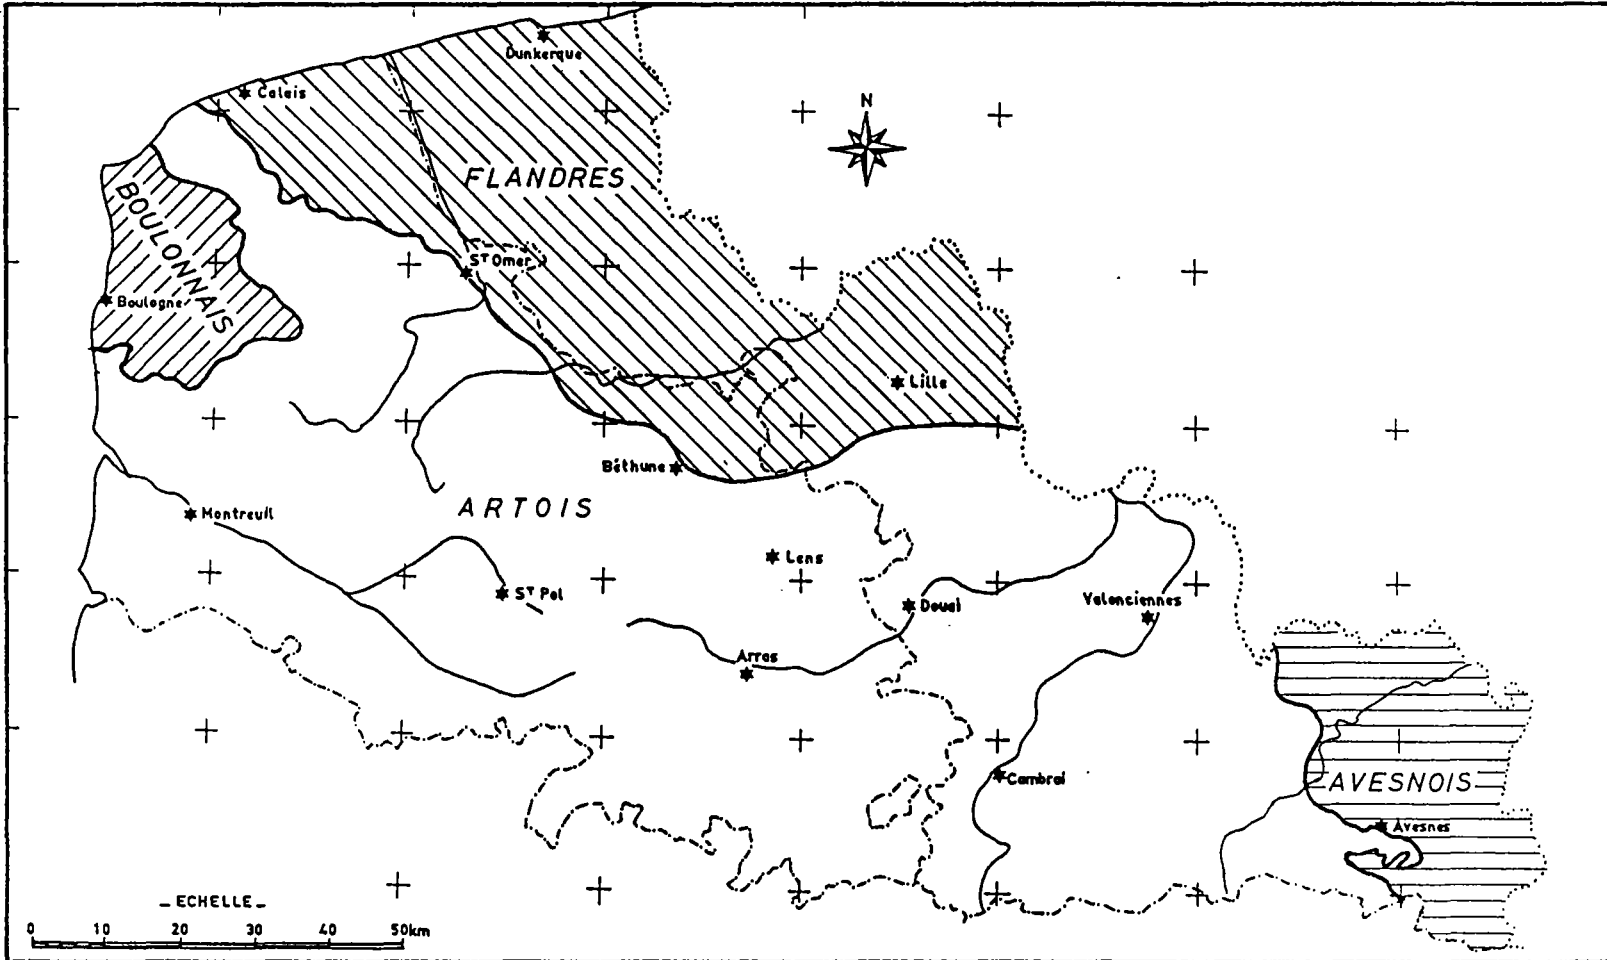 Dunkerque
Calais
N
FLANDRES
BOULONNAIS
Sᵀ Omer
Boulogne
Lille
Béthune
ARTOIS
Montreuil
Lens
Sᵀ Pol
Douai
Valenciennes
Arras
AVESNOIS
Cambrai
Avesnes
_ ECHELLE _
0 10 20 30 40 50km